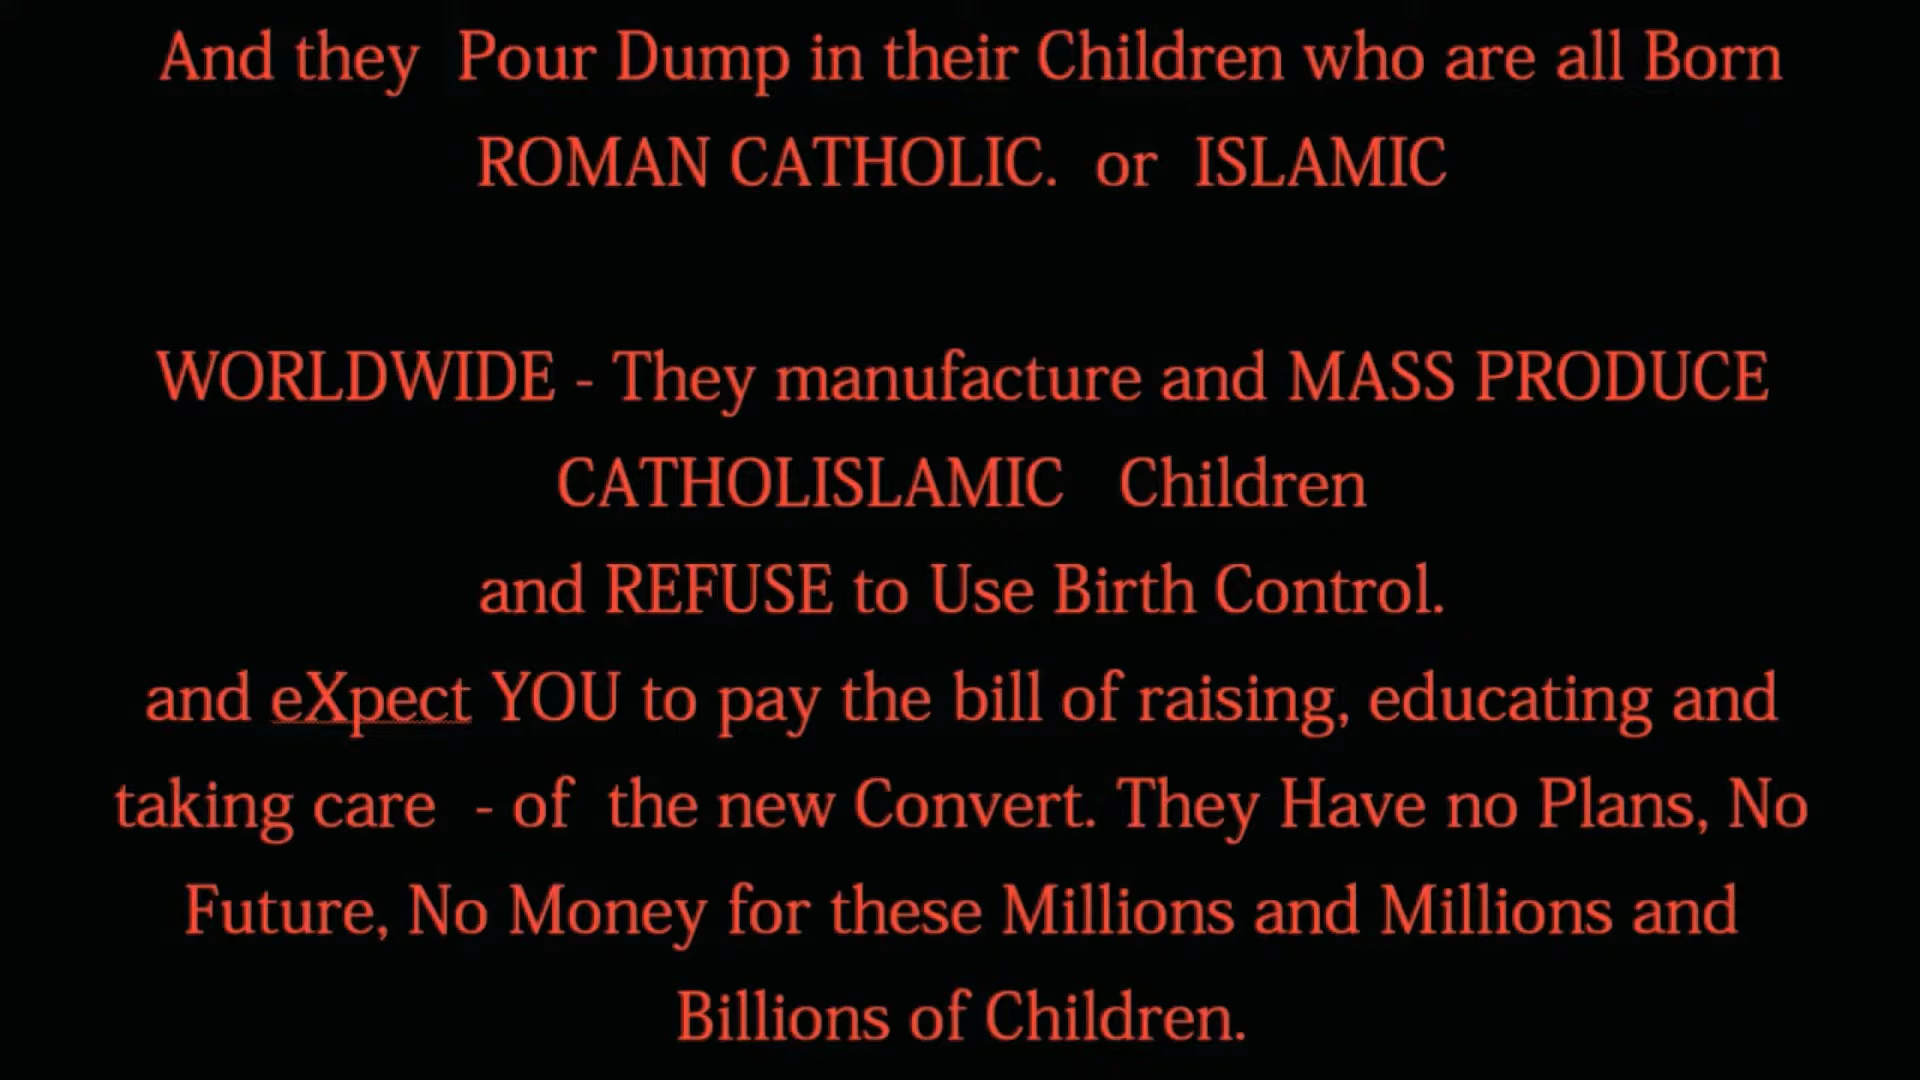 And they Pour Dump in their Children who are all Born
ROMAN CATHOLIC. or ISLAMIC
WORLDWIDE - They manufacture and MASS PRODUCE
CATHOLISLAMIC Children
and REFUSE to Use Birth Control.
and eXpect YOU to pay the bill of raising, educating and
taking care - of the new Convert. They Have no Plans, No
Future, No Money for these Millions and Millions and
Billions of Children.